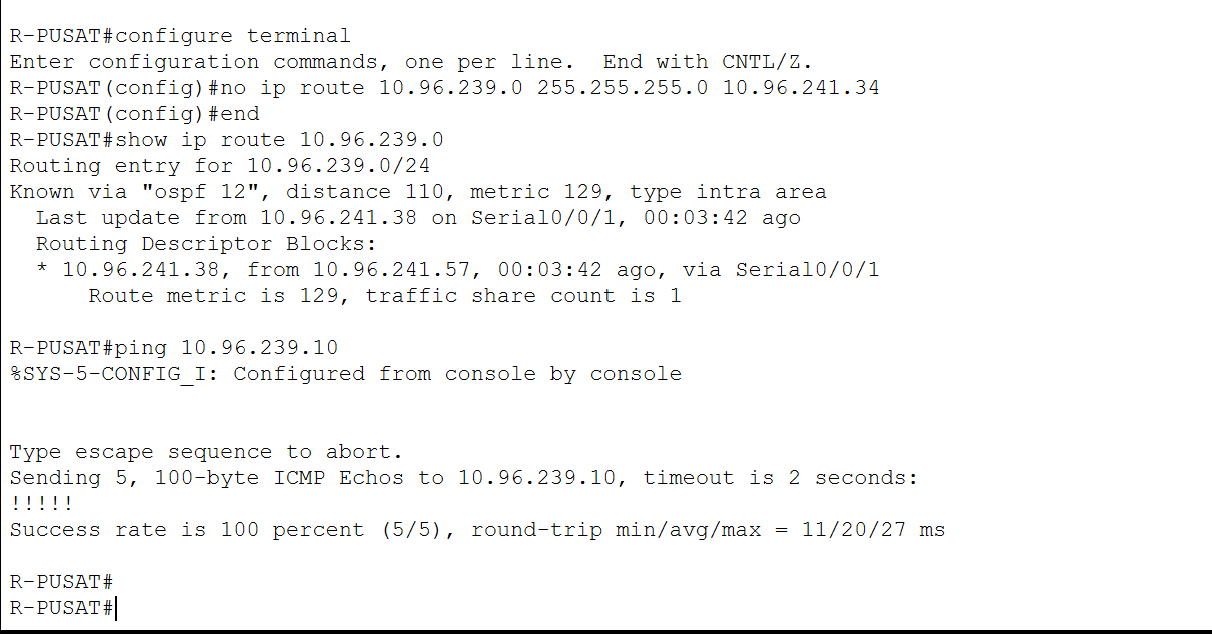 R-PUSAT#configure terminal
Enter configuration commands, one per line.  End with CNTL/Z.
R-PUSAT(config)#no ip route 10.96.239.0 255.255.255.0 10.96.241.34
R-PUSAT(config)#end
R-PUSAT#show ip route 10.96.239.0
Routing entry for 10.96.239.0/24
Known via "ospf 12", distance 110, metric 129, type intra area
  Last update from 10.96.241.38 on Serial0/0/1, 00:03:42 ago
  Routing Descriptor Blocks:
  * 10.96.241.38, from 10.96.241.57, 00:03:42 ago, via Serial0/0/1
      Route metric is 129, traffic share count is 1
R-PUSAT#ping 10.96.239.10
%SYS-5-CONFIG_I: Configured from console by console
Type escape sequence to abort.
Sending 5, 100-byte ICMP Echos to 10.96.239.10, timeout is 2 seconds:
!!!!!
Success rate is 100 percent (5/5), round-trip min/avg/max = 11/20/27 ms
R-PUSAT#
R-PUSAT#